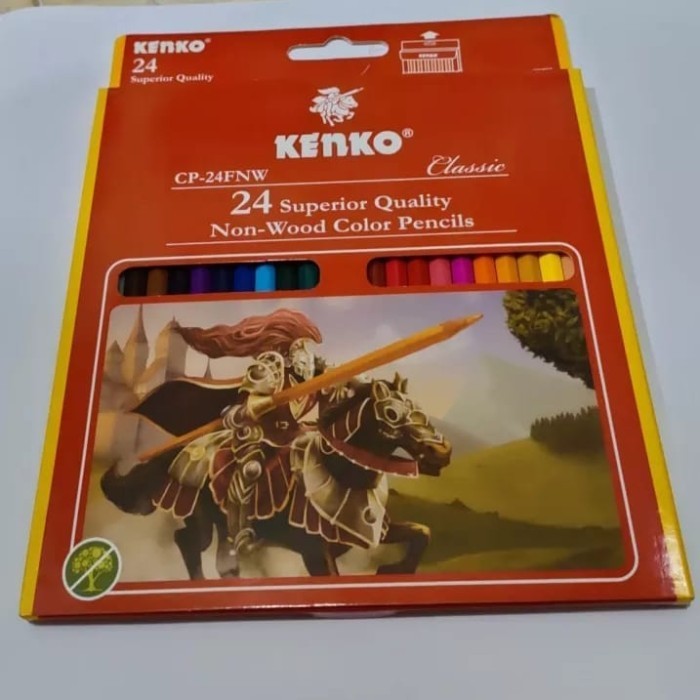 KENKO®
24
Superior Quality
KENKO®
CP-24FNW
Classic
24 Superior Quality
Non-Wood Color Pencils